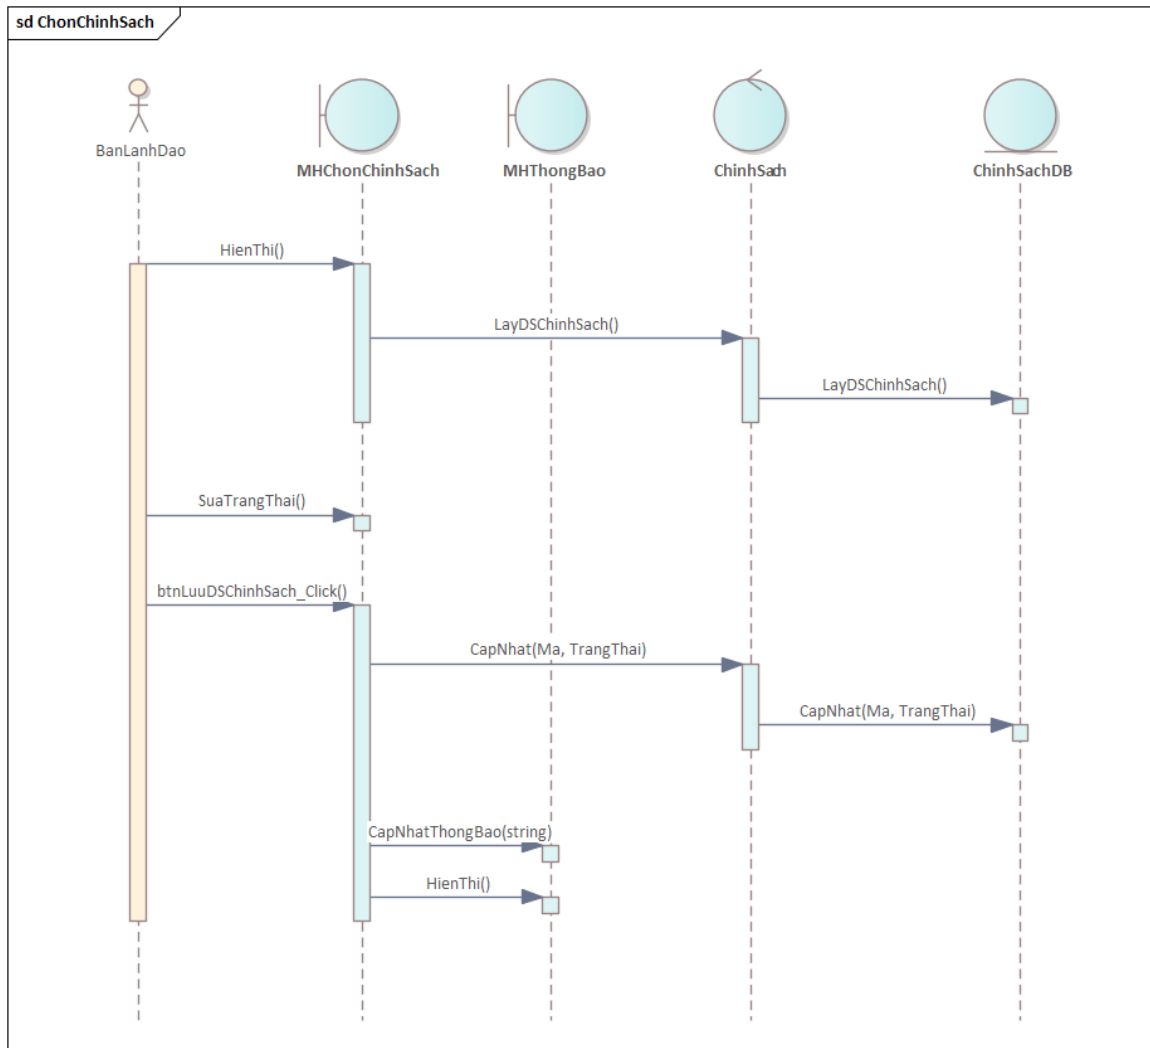 sd ChonChinhSach
BanLanhDao
MHChonChinhSach
MHThongBao
ChinhSach
ChinhSachDB
HienThi()
LayDSChinhSach()
LayDSChinhSach()
SuaTrangThai()
btnLuuDSChinhSach_Click()
CapNhat(Ma, TrangThai)
CapNhat(Ma, TrangThai)
CapNhatThongBao(string)
HienThi()